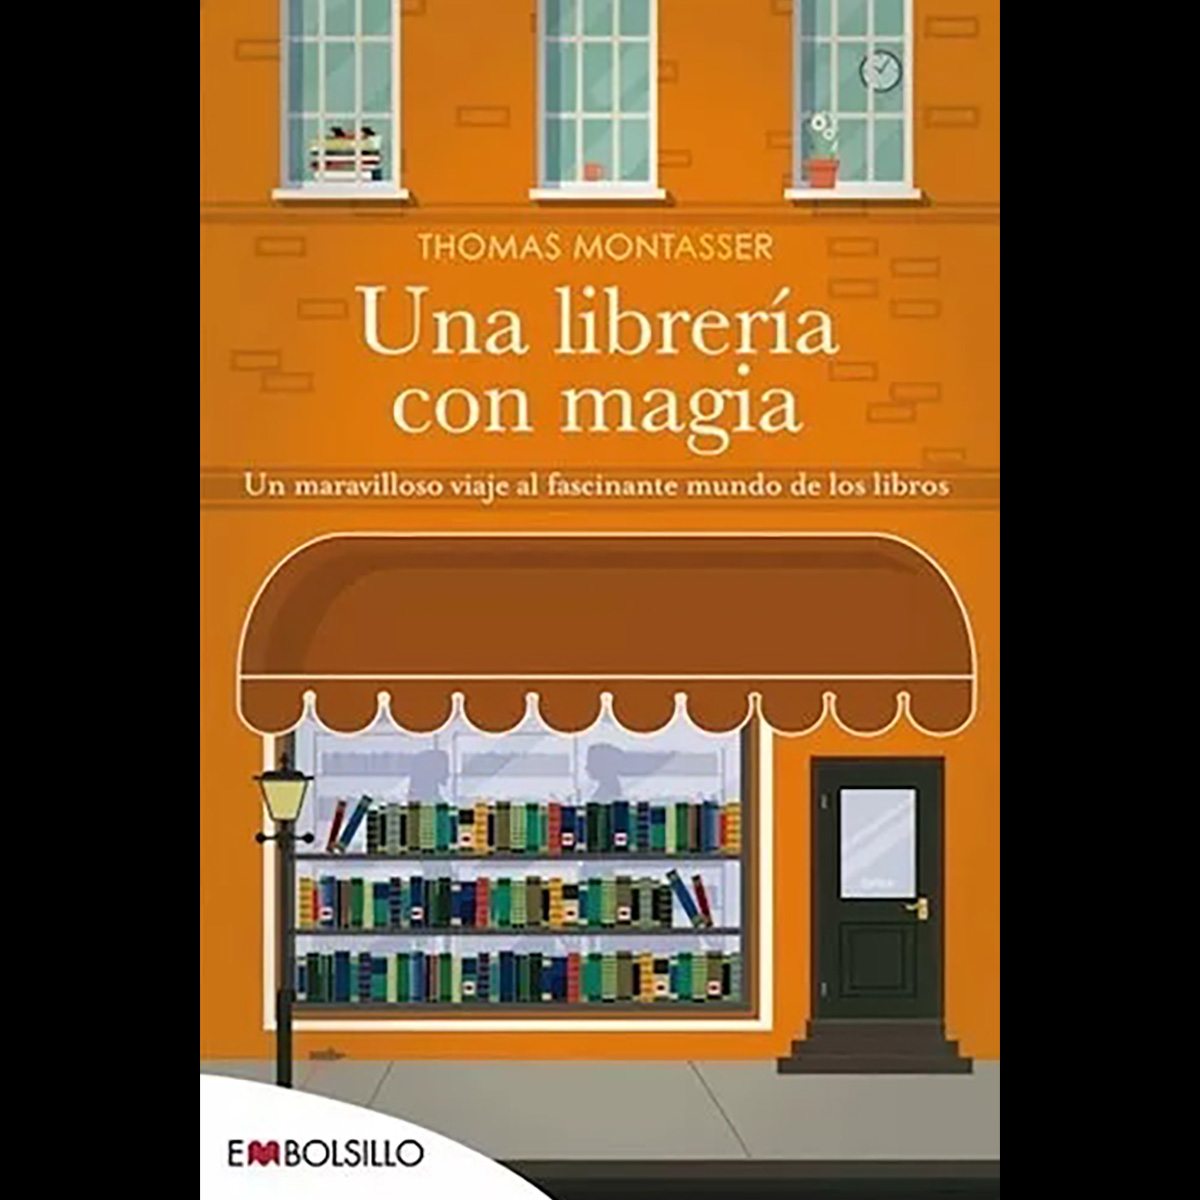 THOMAS MONTASSER
Una librería
con magia
Un maravilloso viaje al fascinante mundo de los libros
EMBOLSILLO